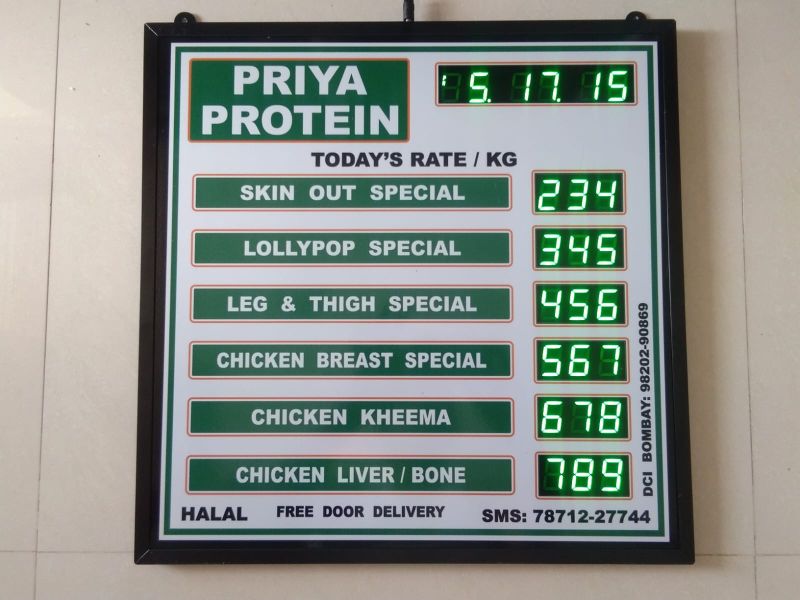 PRIYA
PROTEIN
' 5. 17. 15
TODAY'S RATE / KG
SKIN OUT SPECIAL 234
LOLLYPOP SPECIAL 345
LEG & THIGH SPECIAL 456
CHICKEN BREAST SPECIAL 567
CHICKEN KHEEMA 678
CHICKEN LIVER / BONE 789
HALAL FREE DOOR DELIVERY SMS: 78712-27744
DCI BOMBAY: 98202-90869